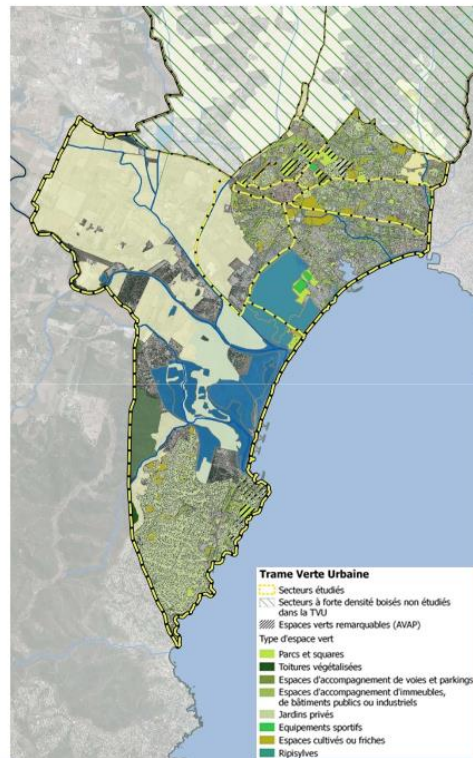 Trame Verte Urbaine
Secteurs étudiés
Secteurs à forte densité boisés non étudiés
dans la TVU
Espaces verts remarquables (AVAP)
Type d'espace vert
Parcs et squares
Toitures végétalisées
Espaces d'accompagnement de voies et parkings
Espaces d'accompagnement d'immeubles,
de bâtiments publics ou industriels
Jardins privés
Equipements sportifs
Espaces cultivés ou friches
Ripisylves